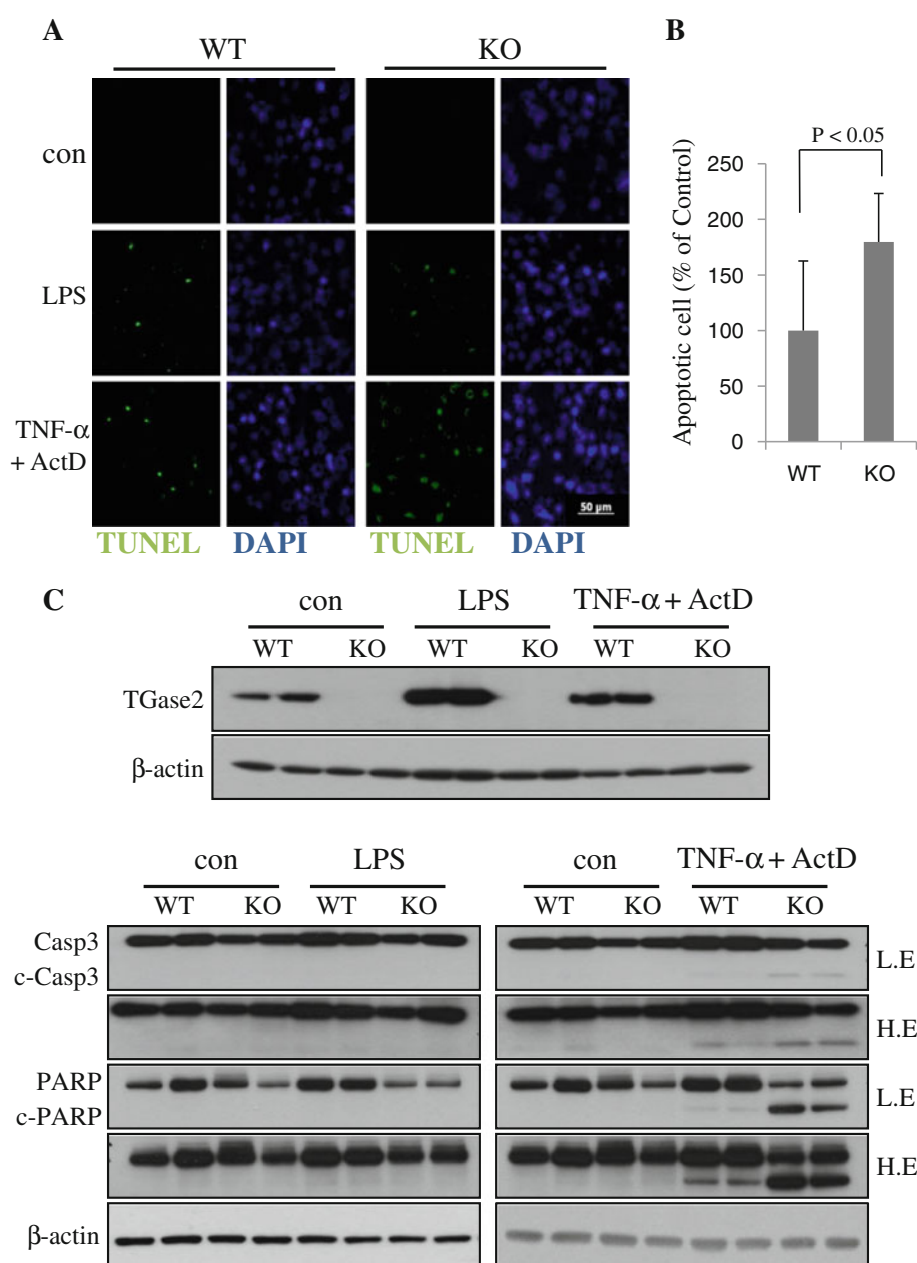 A
WT KO
con
LPS
TNF-α
+ ActD
50 µm
TUNEL DAPI TUNEL DAPI
B
P < 0.05
Apoptotic cell (% of Control)
250
200
150
100
50
0
WT KO
C
con LPS TNF-α + ActD
WT KO WT KO WT KO
TGase2
β-actin
con LPS con TNF-α + ActD
WT KO WT KO WT KO WT KO
Casp3
c-Casp3
L.E
H.E
PARP
c-PARP
L.E
H.E
β-actin